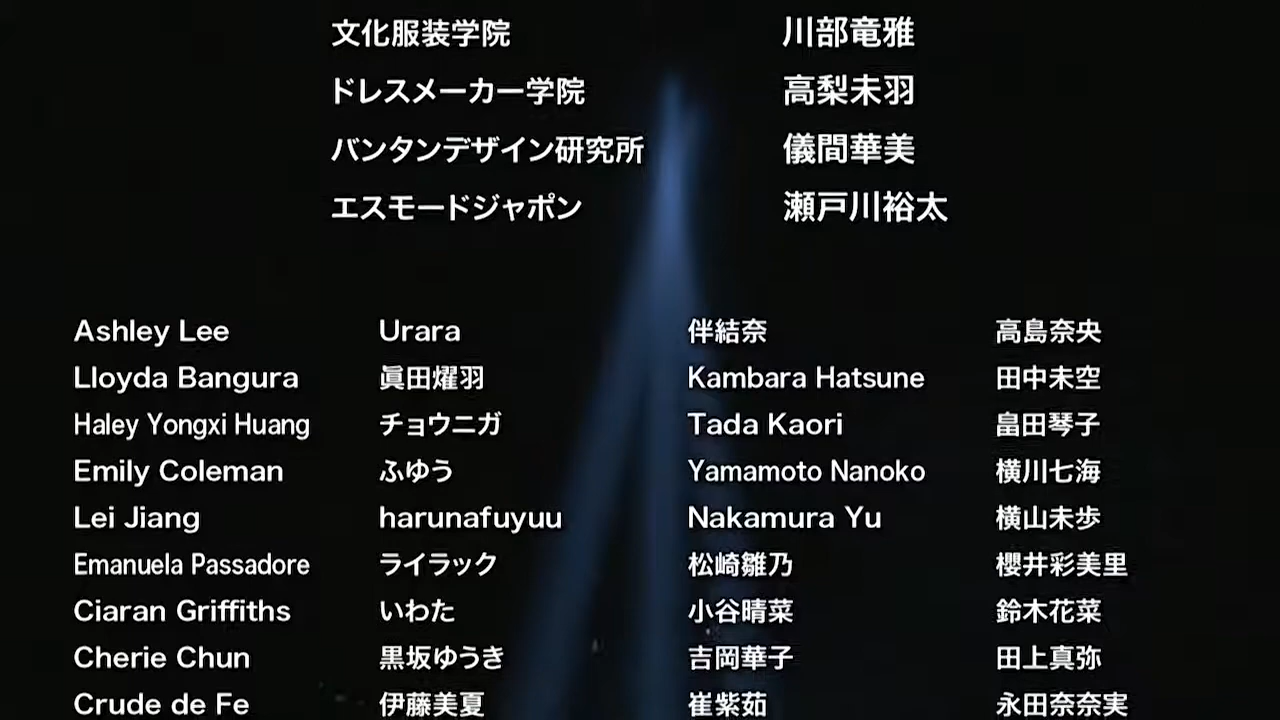 文化服装学院 川部竜雅
ドレスメーカー学院 高梨未羽
バンタンデザイン研究所 儀間華美
エスモードジャポン 瀬戸川裕太
Ashley Lee Urara 伴結奈 高島奈央
Lloyda Bangura 眞田燿羽 Kambara Hatsune 田中未空
Haley Yongxi Huang チョウニガ Tada Kaori 畠田琴子
Emily Coleman ふゆう Yamamoto Nanoko 横川七海
Lei Jiang harunafuyuu Nakamura Yu 横山未歩
Emanuela Passadore ライラック 松崎雛乃 櫻井彩美里
Ciaran Griffiths いわた 小谷晴菜 鈴木花菜
Cherie Chun 黒坂ゆうき 吉岡華子 田上真弥
Crude de Fe 伊藤美夏 崔紫茹 永田奈奈実